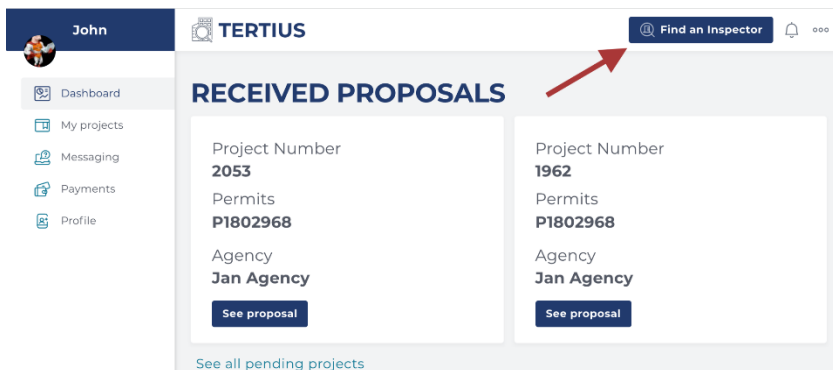 John
TERTIUS
Find an Inspector
Dashboard
My projects
Messaging
Payments
Profile
RECEIVED PROPOSALS
Project Number
2053
Permits
P1802968
Agency
Jan Agency
See proposal
Project Number
1962
Permits
P1802968
Agency
Jan Agency
See proposal
See all pending projects